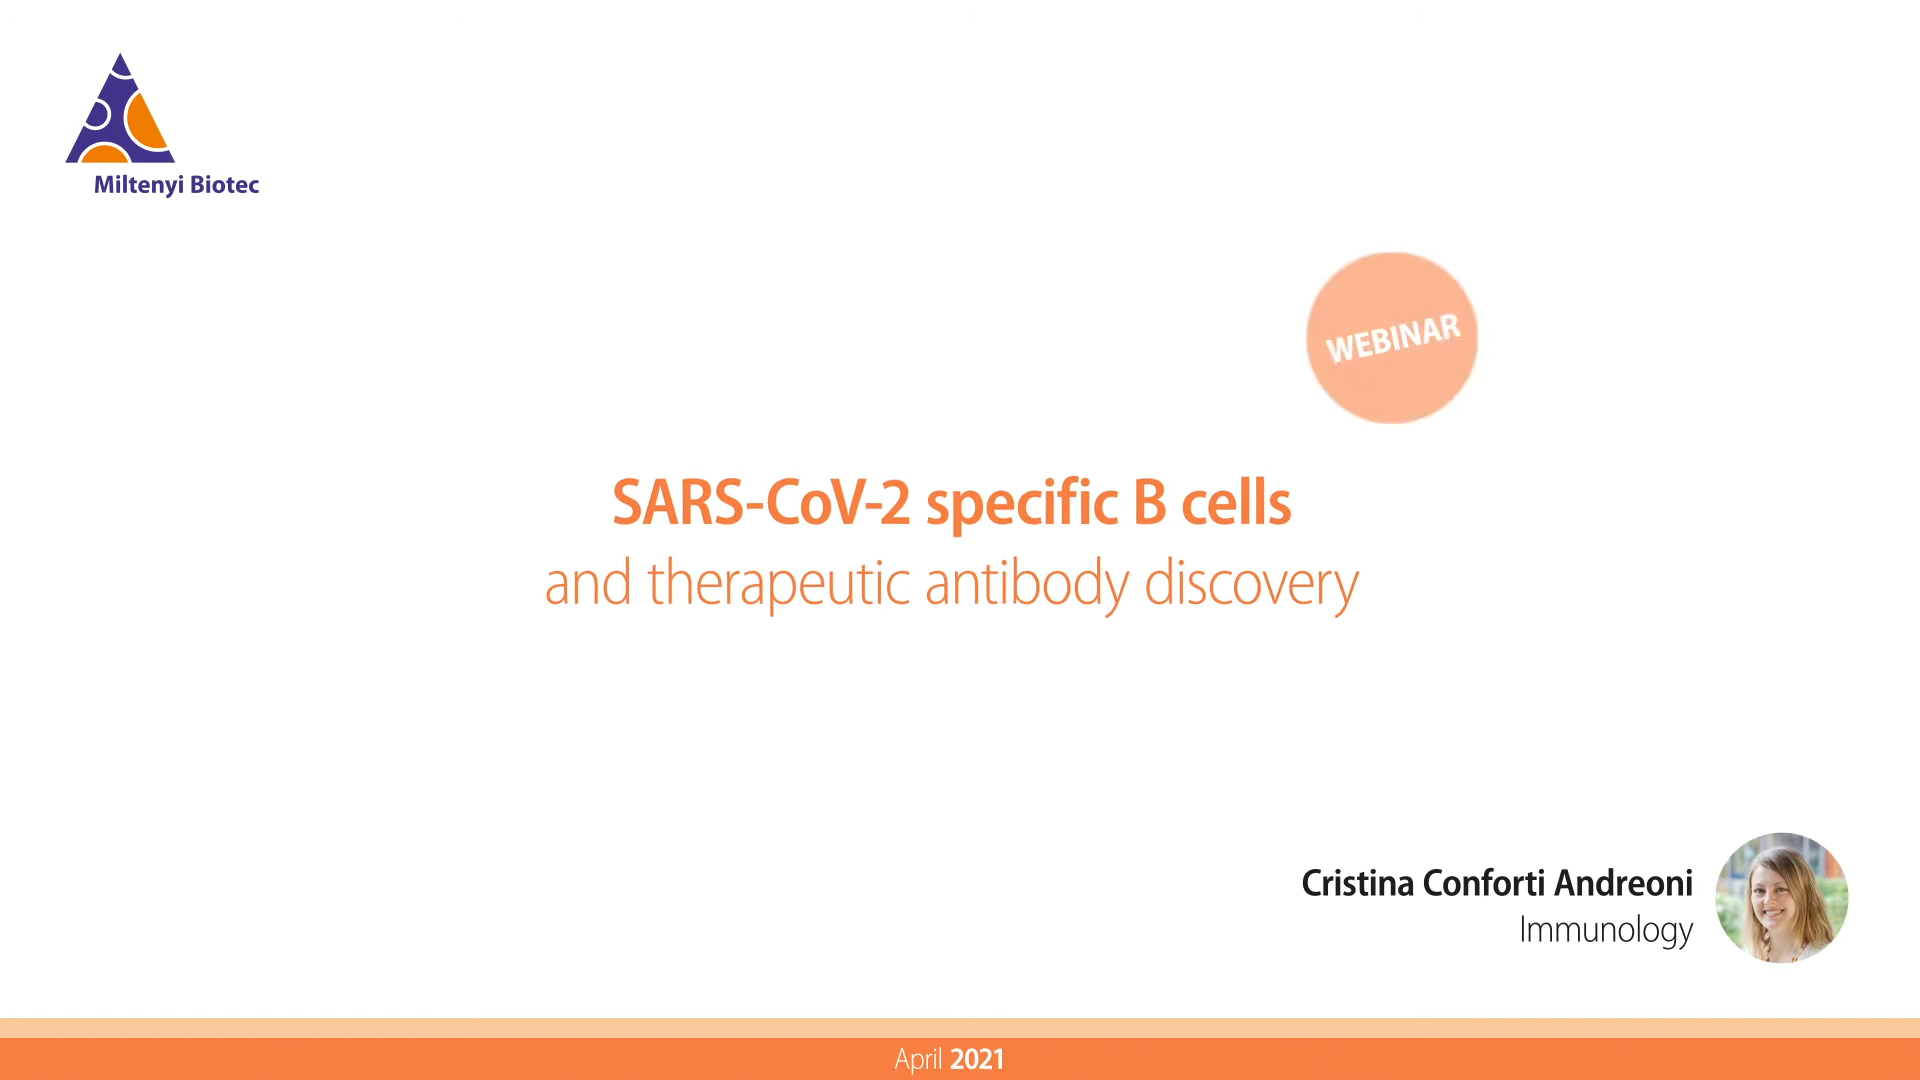 Miltenyi Biotec
WEBINAR
SARS-CoV-2 specific B cells
and therapeutic antibody discovery
Cristina Conforti Andreoni
Immunology
April 2021